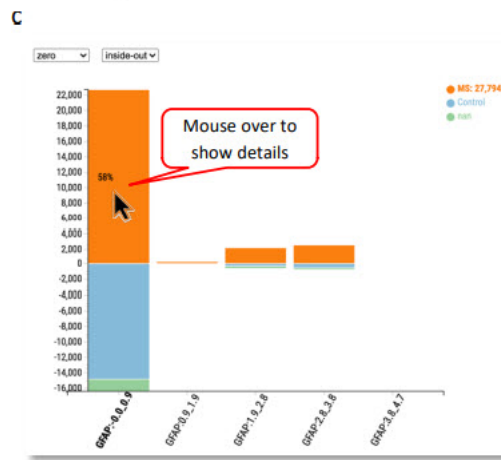 C
zero inside-out
MS: 27,794
Control
nan
22,000
20,000
18,000
16,000
14,000
12,000
10,000
8,000
6,000
4,000
2,000
0
-2,000
-4,000
-6,000
-8,000
-10,000
-12,000
-14,000
-16,000
Mouse over to
show details
58%
GFAP:-0.0_0.9
GFAP:0.9_1.9
GFAP:1.9_2.8
GFAP:2.8_3.8
GFAP:3.8_4.7